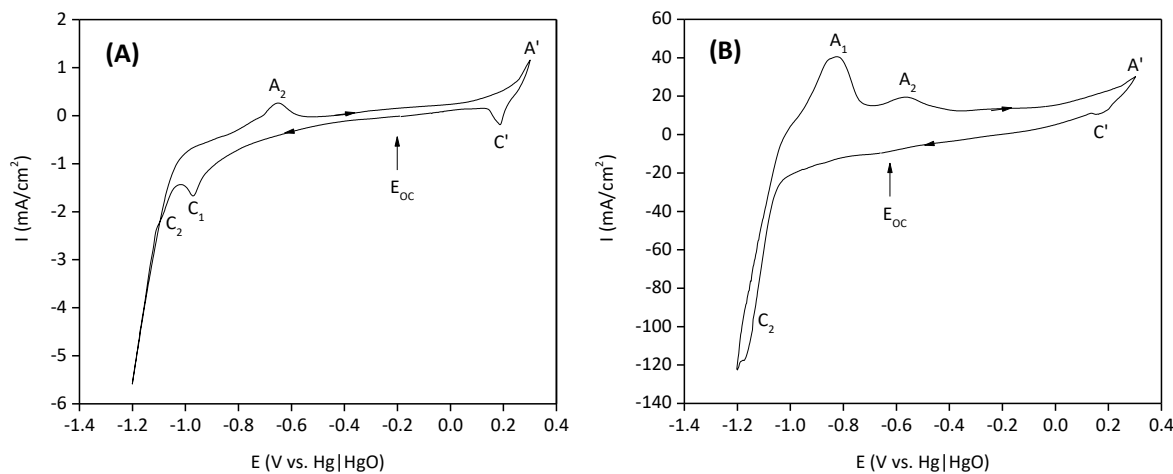 (A)
A'
A₂
C'
E_OC
C₁
C₂
I (mA/cm²)
2
1
0
-1
-2
-3
-4
-5
-6
-1.4 -1.2 -1.0 -0.8 -0.6 -0.4 -0.2 0.0 0.2 0.4
E (V vs. Hg|HgO)
(B)
A₁
A₂
A'
C'
E_OC
C₂
I (mA/cm²)
60
40
20
0
-20
-40
-60
-80
-100
-120
-140
-1.4 -1.2 -1.0 -0.8 -0.6 -0.4 -0.2 0.0 0.2 0.4
E (V vs. Hg|HgO)